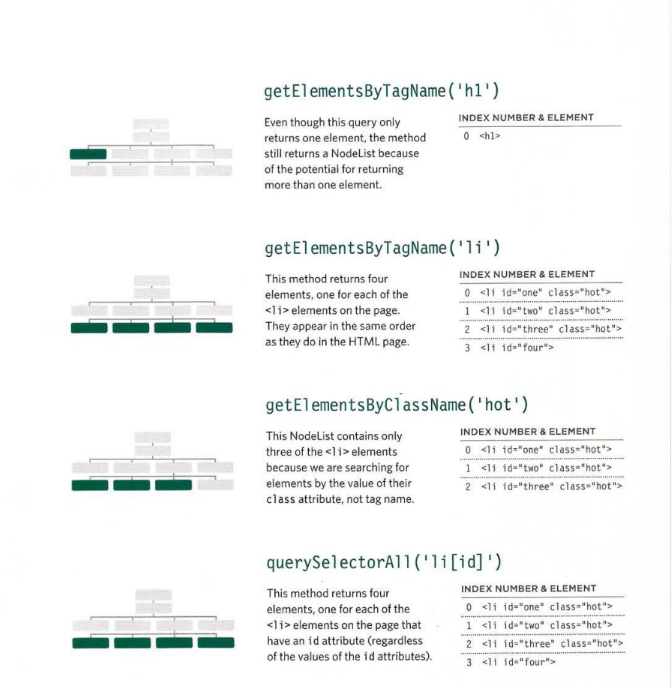 getElementsByTagName('h1')
Even though this query only
returns one element, the method
still returns a NodeList because
of the potential for returning
more than one element.
INDEX NUMBER & ELEMENT
0 <h1>
getElementsByTagName('li')
This method returns four
elements, one for each of the
<li> elements on the page.
They appear in the same order
as they do in the HTML page.
INDEX NUMBER & ELEMENT
0 <li id="one" class="hot">
1 <li id="two" class="hot">
2 <li id="three" class="hot">
3 <li id="four">
getElementsByClassName('hot')
This NodeList contains only
three of the <li> elements
because we are searching for
elements by the value of their
class attribute, not tag name.
INDEX NUMBER & ELEMENT
0 <li id="one" class="hot">
1 <li id="two" class="hot">
2 <li id="three" class="hot">
querySelectorAll('li[id]')
This method returns four
elements, one for each of the
<li> elements on the page that
have an id attribute (regardless
of the values of the id attributes).
INDEX NUMBER & ELEMENT
0 <li id="one" class="hot">
1 <li id="two" class="hot">
2 <li id="three" class="hot">
3 <li id="four">